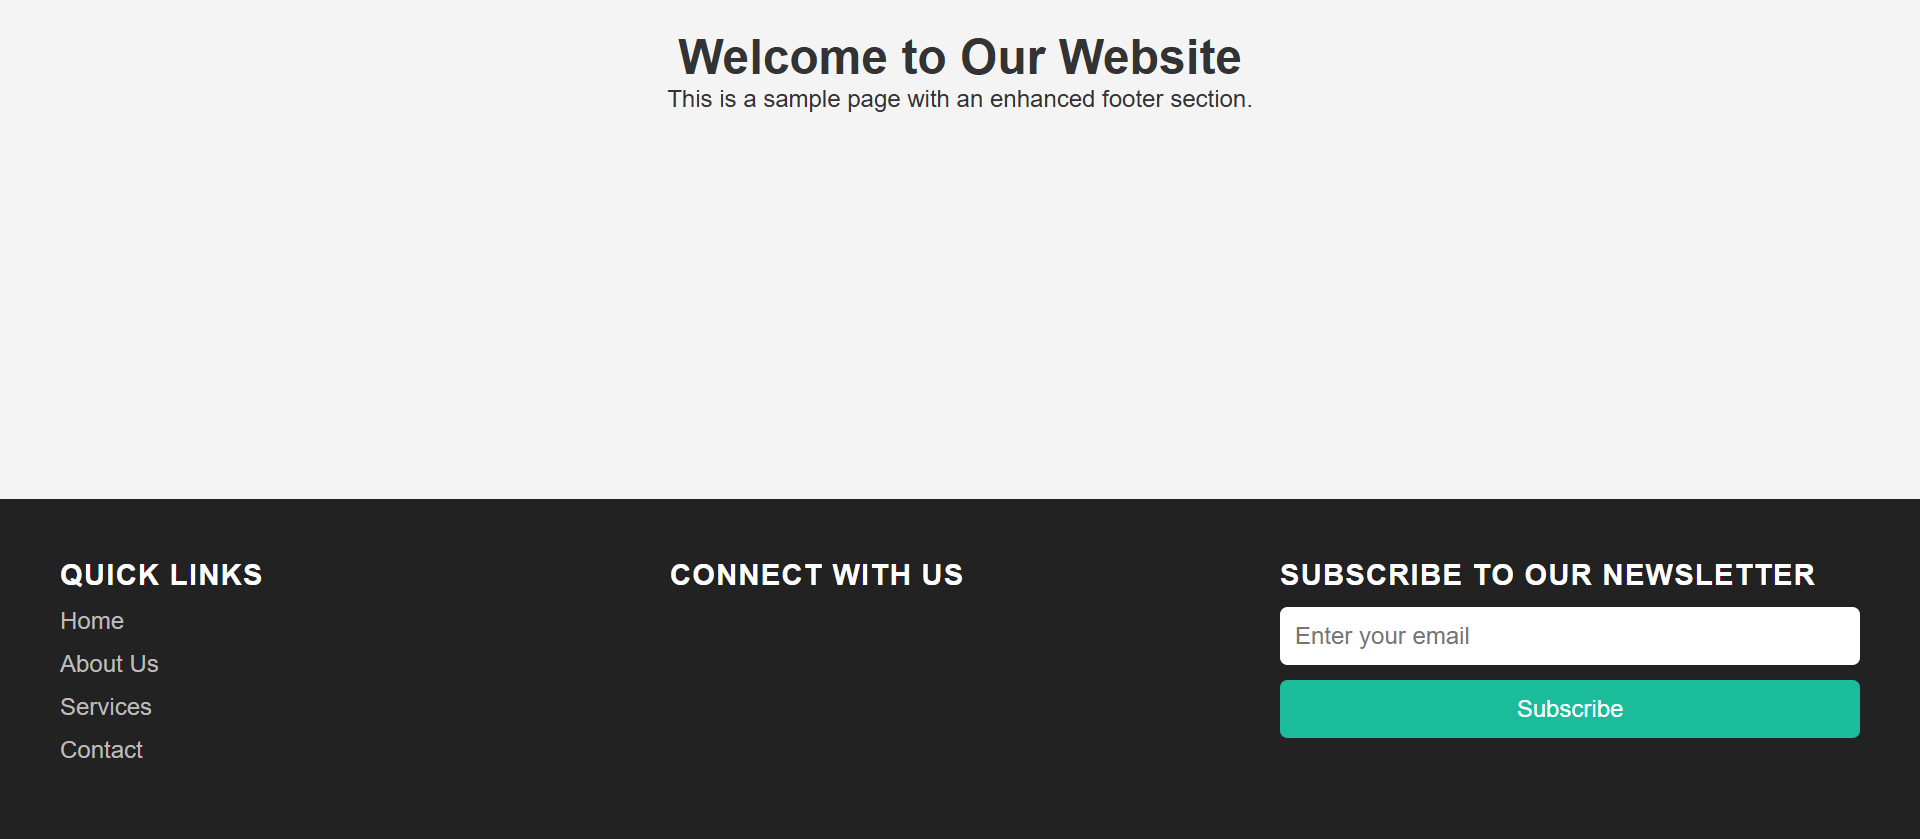 Welcome to Our Website
This is a sample page with an enhanced footer section.
QUICK LINKS
Home
About Us
Services
Contact
CONNECT WITH US
SUBSCRIBE TO OUR NEWSLETTER
Enter your email
Subscribe